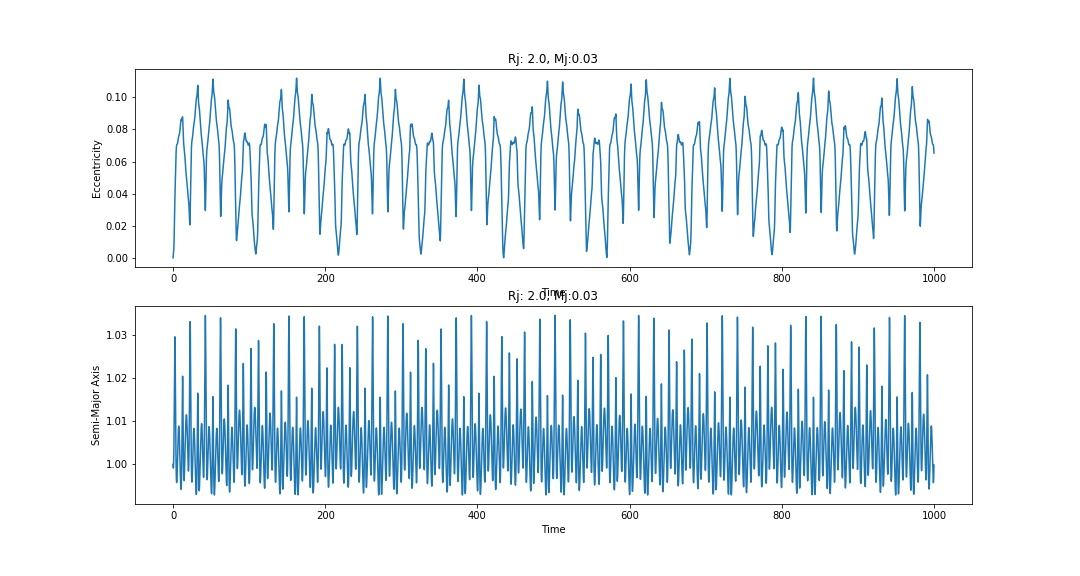 Rj: 2.0, Mj:0.03
Eccentricity
0.10
0.08
0.06
0.04
0.02
0.00
0 200 400 600 800 1000
Time
Rj: 2.0, Mj:0.03
Semi-Major Axis
1.03
1.02
1.01
1.00
0 200 400 600 800 1000
Time